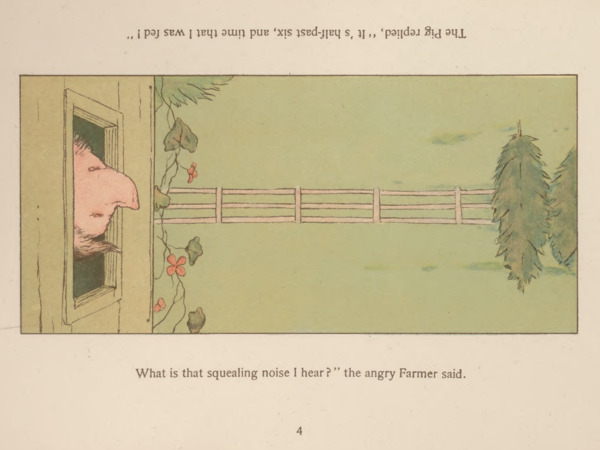 The Pig replied, "It's half-past six, and time that I was fed!"
What is that squealing noise I hear?" the angry Farmer said.
4